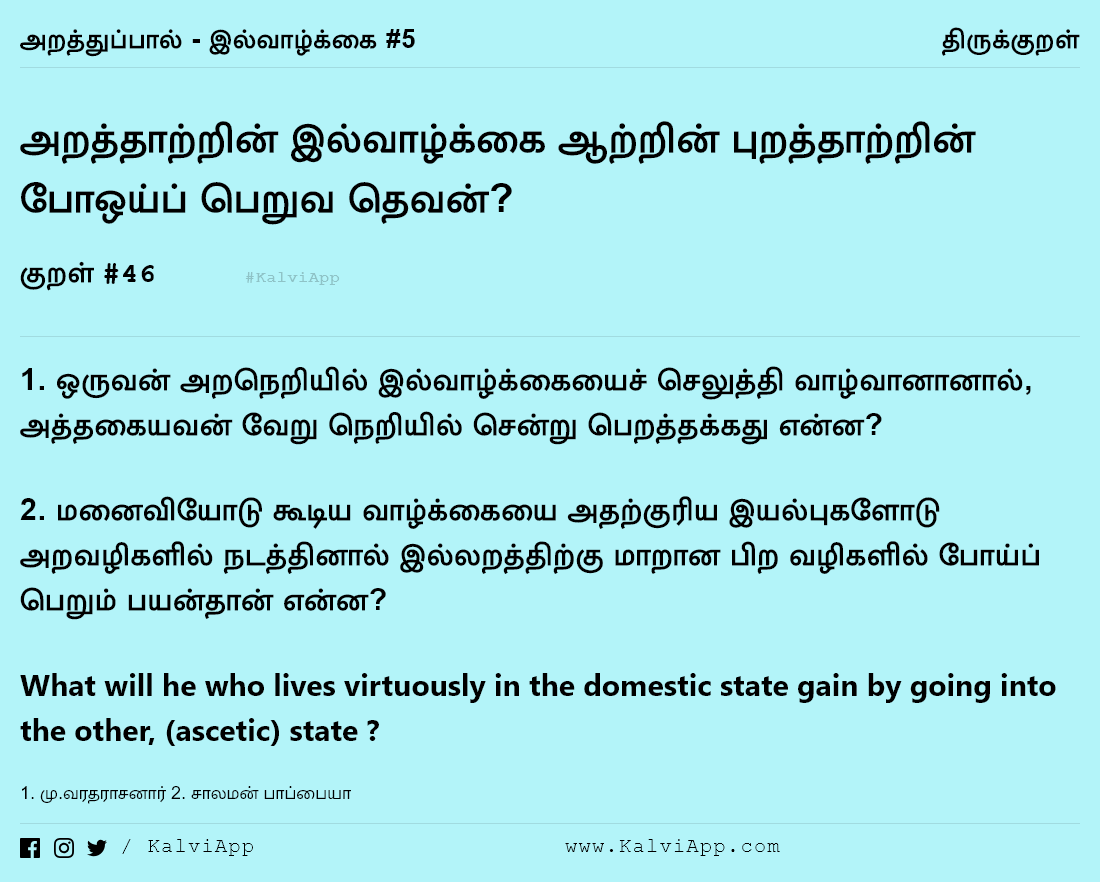 அறத்துப்பால் - இல்வாழ்க்கை #5
திருக்குறள்
அறத்தாற்றின் இல்வாழ்க்கை ஆற்றின் புறத்தாற்றின்
போஒய்ப் பெறுவ தெவன்?
குறள் #46
#KalviApp
1. ஒருவன் அறநெறியில் இல்வாழ்க்கையைச் செலுத்தி வாழ்வானானால்,
அத்தகையவன் வேறு நெறியில் சென்று பெறத்தக்கது என்ன?
2. மனைவியோடு கூடிய வாழ்க்கையை அதற்குரிய இயல்புகளோடு
அறவழிகளில் நடத்தினால் இல்லறத்திற்கு மாறான பிற வழிகளில் போய்ப்
பெறும் பயன்தான் என்ன?
What will he who lives virtuously in the domestic state gain by going into
the other, (ascetic) state ?
1. மு.வரதராசனார் 2. சாலமன் பாப்பையா
/ KalviApp
www.KalviApp.com